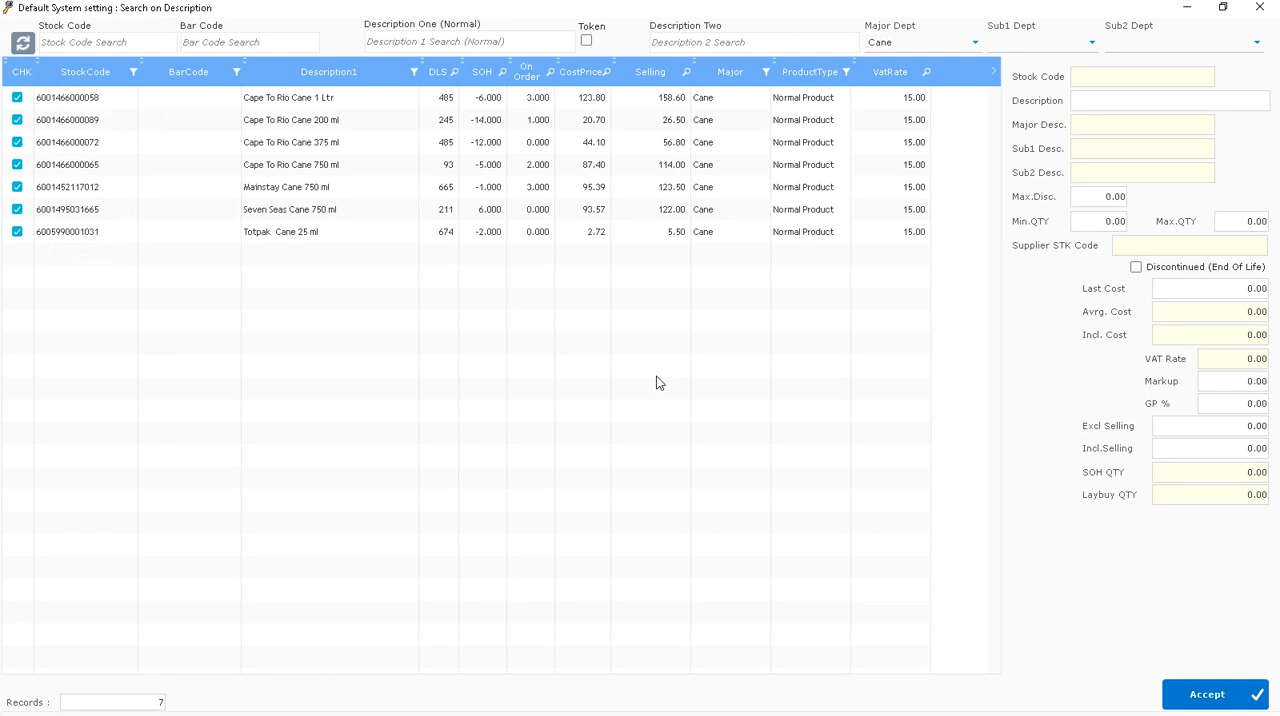 Default System setting : Search on Description
Stock Code Bar Code Description One (Normal) Token Description Two Major Dept Sub1 Dept Sub2 Dept
Stock Code Search Bar Code Search Description 1 Search (Normal) Description 2 Search Cane
CHK StockCode BarCode Description1 DLS SOH On Order CostPrice Selling Major ProductType VatRate
6001466000058 Cape To Rio Cane 1 Ltr 485 -6.000 3.000 123.80 158.60 Cane Normal Product 15.00
6001466000089 Cape To Rio Cane 200 ml 245 -14.000 1.000 20.70 26.50 Cane Normal Product 15.00
6001466000072 Cape To Rio Cane 375 ml 485 -12.000 0.000 44.10 56.80 Cane Normal Product 15.00
6001466000065 Cape To Rio Cane 750 ml 93 -5.000 2.000 87.40 114.00 Cane Normal Product 15.00
6001452117012 Mainstay Cane 750 ml 665 -1.000 3.000 95.39 123.50 Cane Normal Product 15.00
6001495031665 Seven Seas Cane 750 ml 211 6.000 0.000 93.57 122.00 Cane Normal Product 15.00
6005990001031 Totpak Cane 25 ml 674 -2.000 0.000 2.72 5.50 Cane Normal Product 15.00
Stock Code
Description
Major Desc.
Sub1 Desc.
Sub2 Desc.
Max.Disc. 0.00
Min.QTY 0.00 Max.QTY 0.00
Supplier STK Code
Discontinued (End Of Life)
Last Cost 0.00
Avrg. Cost 0.00
Incl. Cost 0.00
VAT Rate 0.00
Markup 0.00
GP % 0.00
Excl Selling 0.00
Incl.Selling 0.00
SOH QTY 0.00
Laybuy QTY 0.00
Records : 7
Accept